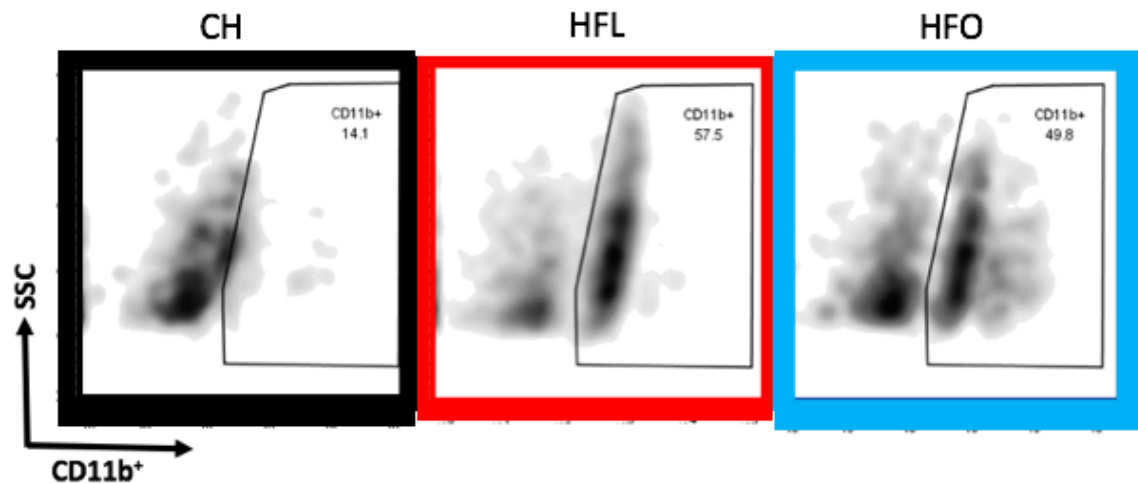 CH
HFL
HFO
CD11b+
14.1
CD11b+
57.5
CD11b+
49.8
SSC
CD11b⁺